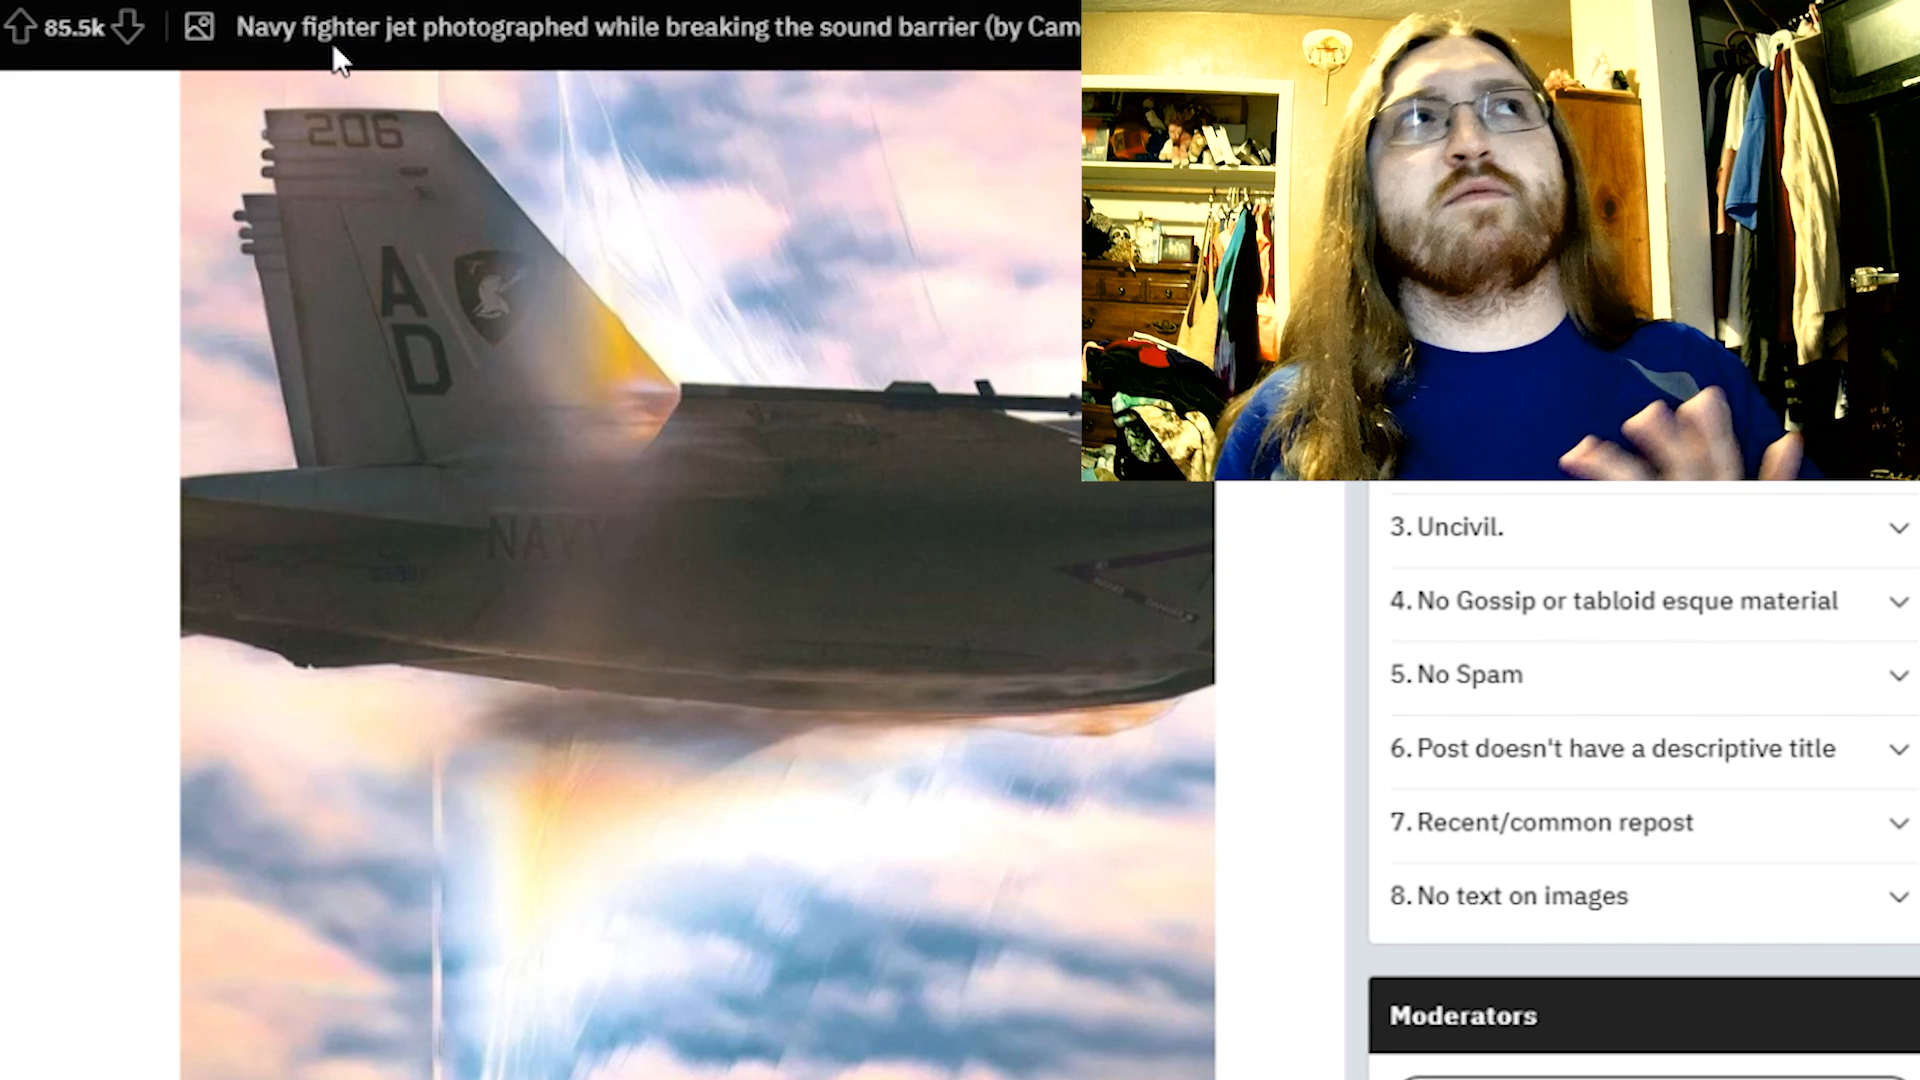 85.5k Navy fighter jet photographed while breaking the sound barrier (by Cam
206
A
D
NAVY
3. Uncivil.
4. No Gossip or tabloid esque material
5. No Spam
6. Post doesn't have a descriptive title
7. Recent/common repost
8. No text on images
Moderators